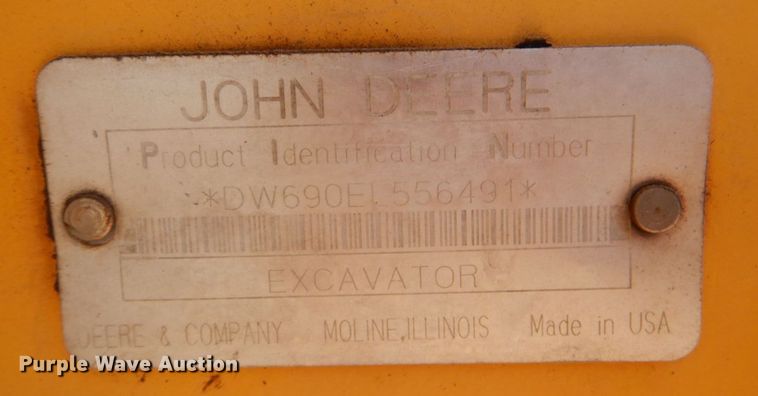 JOHN DEERE
Product Identification Number
*DW690EL556491*
EXCAVATOR
DEERE & COMPANY MOLINE,ILLINOIS Made in USA
Purple Wave Auction